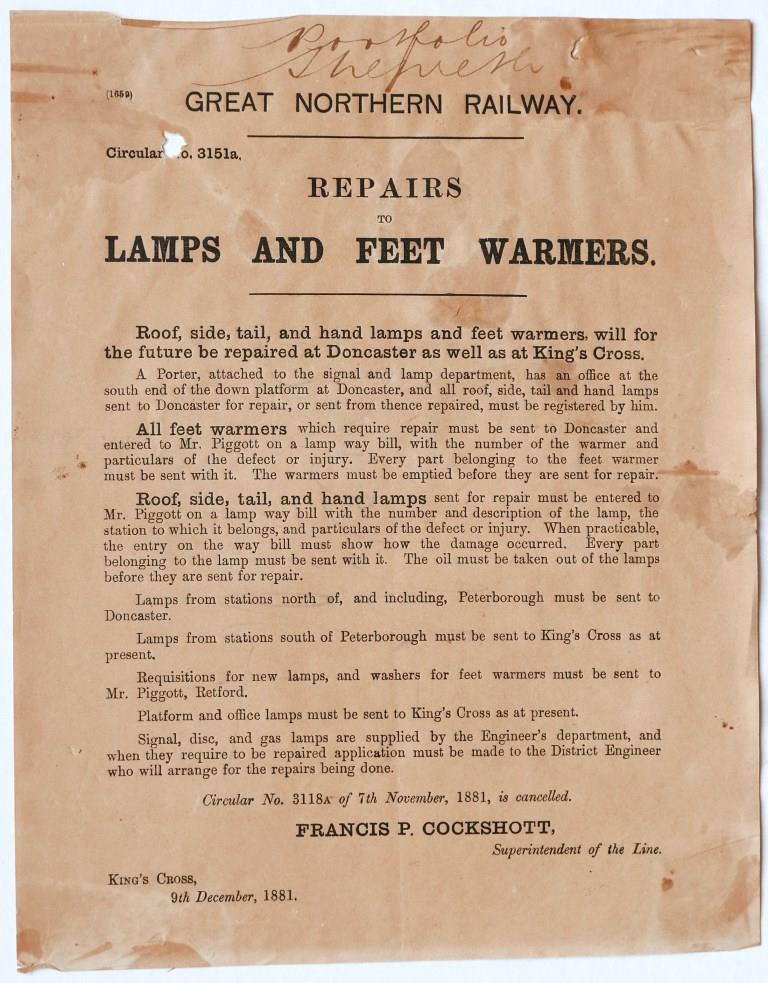 Portfolio
Shepreth
(1659)
GREAT NORTHERN RAILWAY.
Circular No. 3151a.
REPAIRS
TO
LAMPS AND FEET WARMERS.
Roof, side, tail, and hand lamps and feet warmers, will for
the future be repaired at Doncaster as well as at King's Cross.
A Porter, attached to the signal and lamp department, has an office at the
south end of the down platform at Doncaster, and all roof, side, tail and hand lamps
sent to Doncaster for repair, or sent from thence repaired, must be registered by him.
All feet warmers which require repair must be sent to Doncaster and
entered to Mr. Piggott on a lamp way bill, with the number of the warmer and
particulars of the defect or injury. Every part belonging to the feet warmer
must be sent with it. The warmers must be emptied before they are sent for repair.
Roof, side, tail, and hand lamps sent for repair must be entered to
Mr. Piggott on a lamp way bill with the number and description of the lamp, the
station to which it belongs, and particulars of the defect or injury. When practicable,
the entry on the way bill must show how the damage occurred. Every part
belonging to the lamp must be sent with it. The oil must be taken out of the lamps
before they are sent for repair.
Lamps from stations north of, and including, Peterborough must be sent to
Doncaster.
Lamps from stations south of Peterborough must be sent to King's Cross as at
present.
Requisitions for new lamps, and washers for feet warmers must be sent to
Mr. Piggott, Retford.
Platform and office lamps must be sent to King's Cross as at present.
Signal, disc, and gas lamps are supplied by the Engineer's department, and
when they require to be repaired application must be made to the District Engineer
who will arrange for the repairs being done.
Circular No. 3118A of 7th November, 1881, is cancelled.
FRANCIS P. COCKSHOTT,
Superintendent of the Line.
KING'S CROSS,
9th December, 1881.